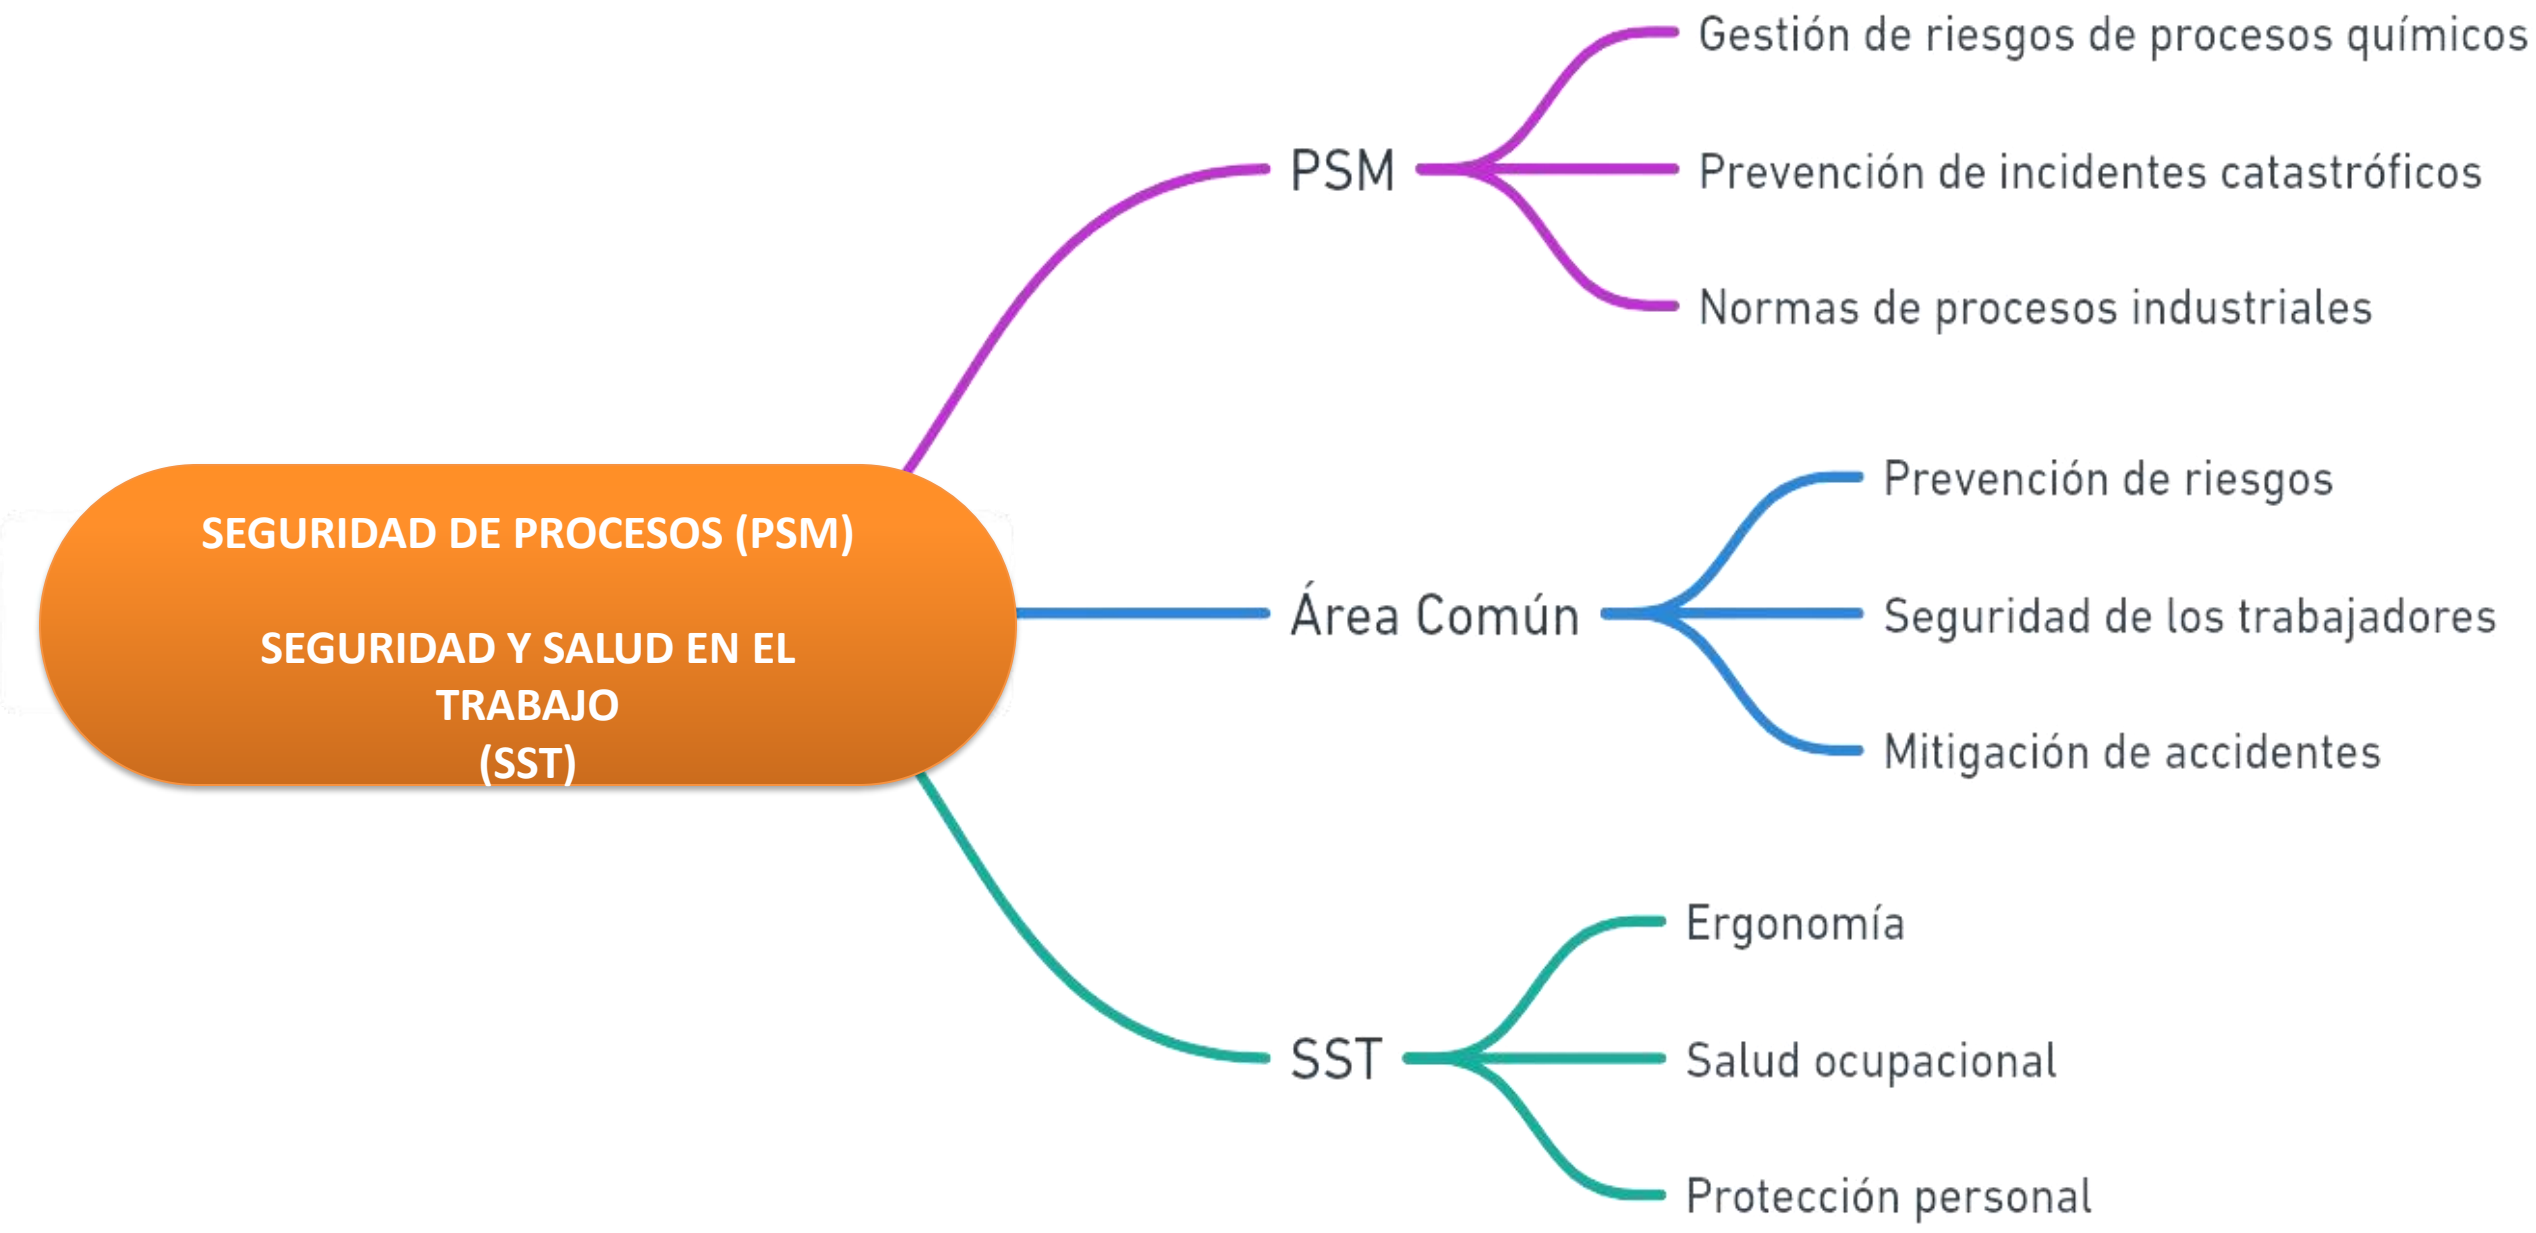 SEGURIDAD DE PROCESOS (PSM)
SEGURIDAD Y SALUD EN EL
TRABAJO
(SST)
PSM
Gestión de riesgos de procesos químicos
Prevención de incidentes catastróficos
Normas de procesos industriales
Área Común
Prevención de riesgos
Seguridad de los trabajadores
Mitigación de accidentes
SST
Ergonomía
Salud ocupacional
Protección personal